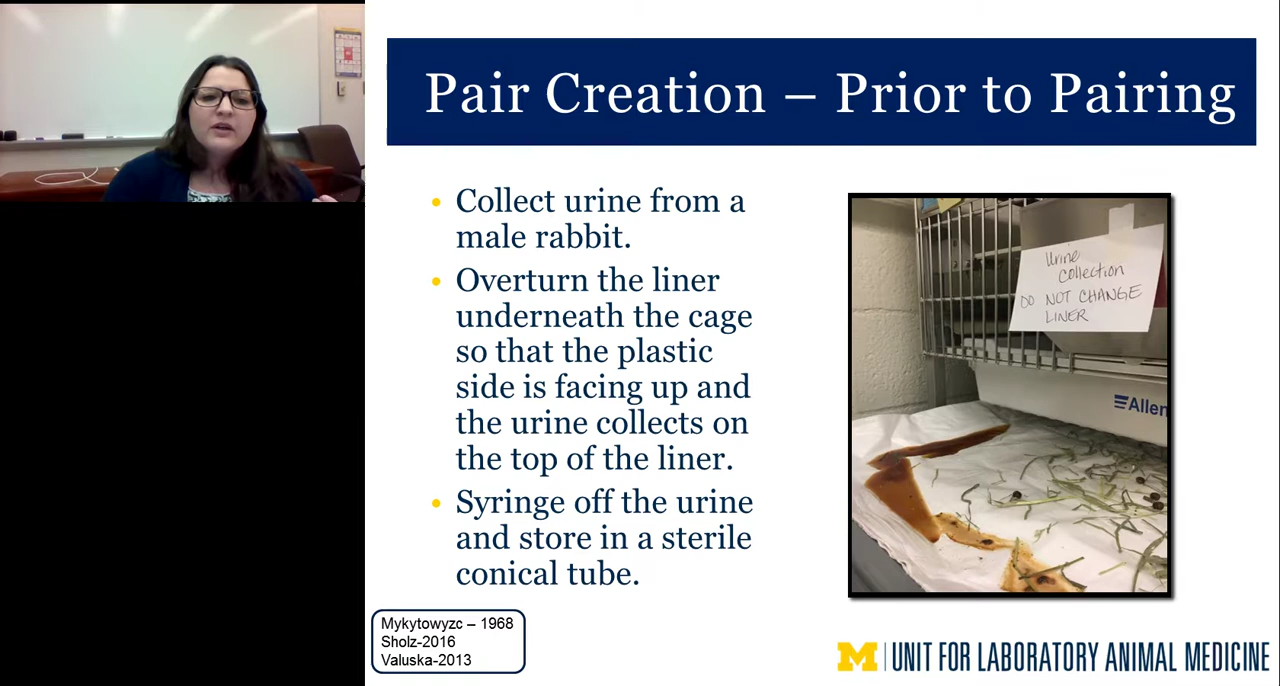 Pair Creation – Prior to Pairing
• Collect urine from a
male rabbit.
• Overturn the liner
underneath the cage
so that the plastic
side is facing up and
the urine collects on
the top of the liner.
• Syringe off the urine
and store in a sterile
conical tube.
Urine
collection
DO NOT CHANGE
LINER
Allen
Mykytowyzc – 1968
Sholz-2016
Valuska-2013
M | UNIT FOR LABORATORY ANIMAL MEDICINE